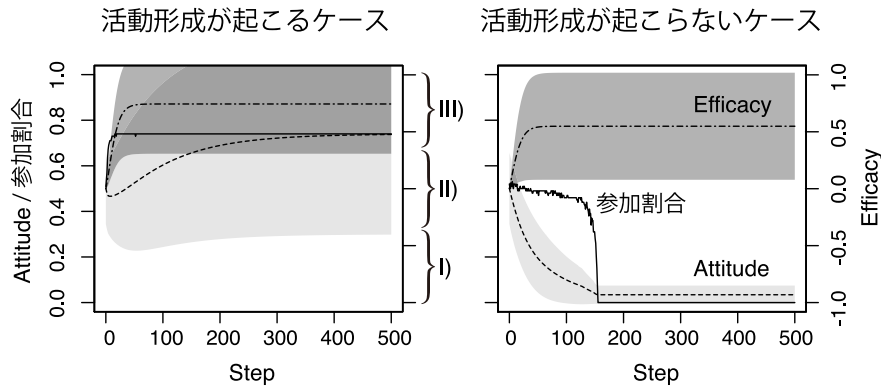 活動形成が起こるケース
活動形成が起こらないケース
Attitude / 参加割合
1.0
0.8
0.6
0.4
0.2
0.0
III)
II)
I)
0 100 200 300 400 500
Step
Efficacy
参加割合
Attitude
1.0
0.5
0.0
-0.5
-1.0
Efficacy
0 100 200 300 400 500
Step